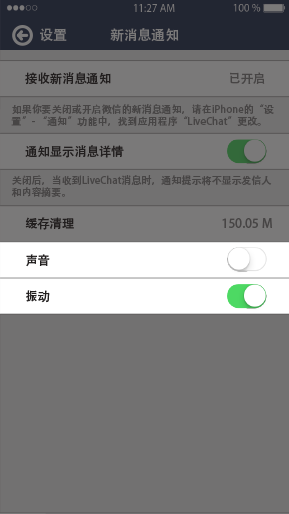 11:27 AM 100 %
设置 新消息通知
接收新消息通知 已开启
如果你要关闭或开启微信的新消息通知，请在iPhone的“设
置”-“通知”功能中，找到应用程序“LiveChat”更改。
通知显示消息详情
关闭后，当收到LiveChat消息时，通知提示将不显示发信人
和内容摘要。
缓存清理 150.05 M
声音
振动